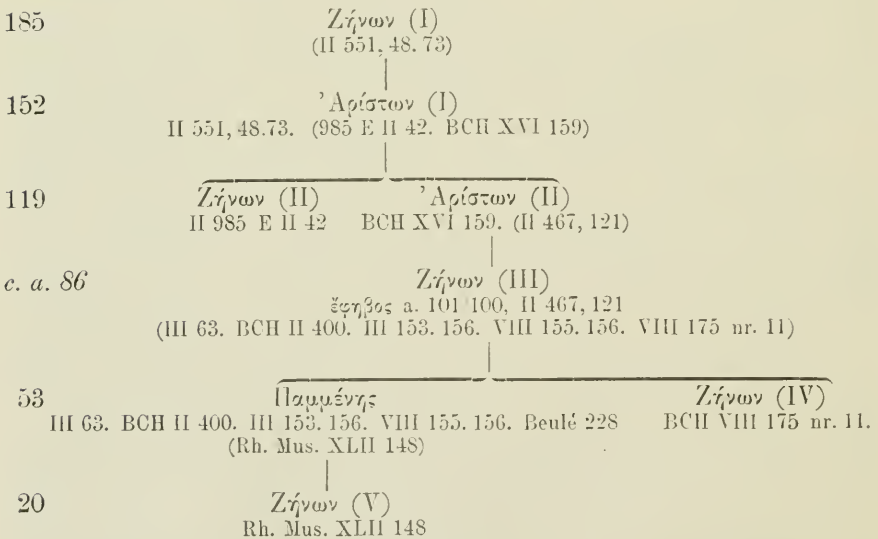 185 Ζήνων (I)
(II 551, 48. 73)
152 Ἀρίστων (I)
II 551, 48.73. (985 E II 42. BCH XVI 159)
119 Ζήνων (II) Ἀρίστων (II)
II 985 E II 42 BCH XVI 159. (II 467, 121)
c. a. 86 Ζήνων (III)
ἔφηβος a. 101/100, II 467, 121
(III 63. BCH II 400. III 153. 156. VIII 155. 156. VIII 175 nr. 11)
53 Παμμένης Ζήνων (IV)
III 63. BCH II 400. III 153. 156. VIII 155. 156. Beulé 228 BCH VIII 175 nr. 11.
(Rh. Mus. XLII 148)
20 Ζήνων (V)
Rh. Mus. XLII 148